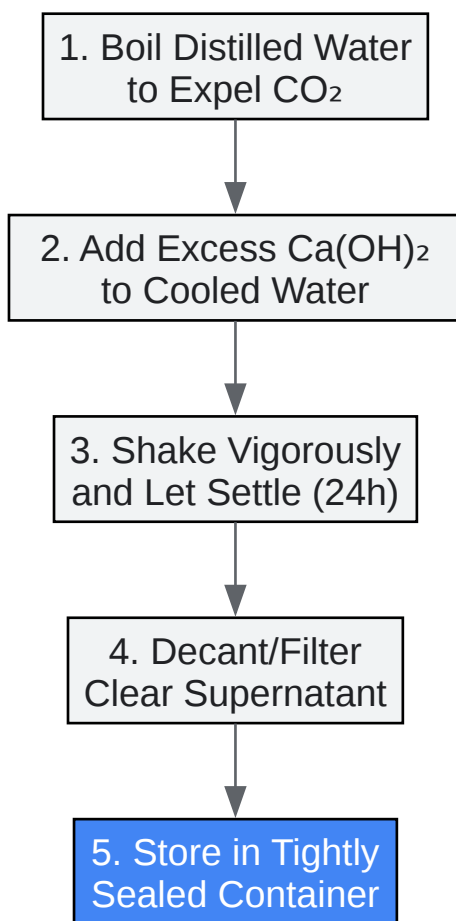 1. Boil Distilled Water
to Expel CO₂
2. Add Excess Ca(OH)₂
to Cooled Water
3. Shake Vigorously
and Let Settle (24h)
4. Decant/Filter
Clear Supernatant
5. Store in Tightly
Sealed Container